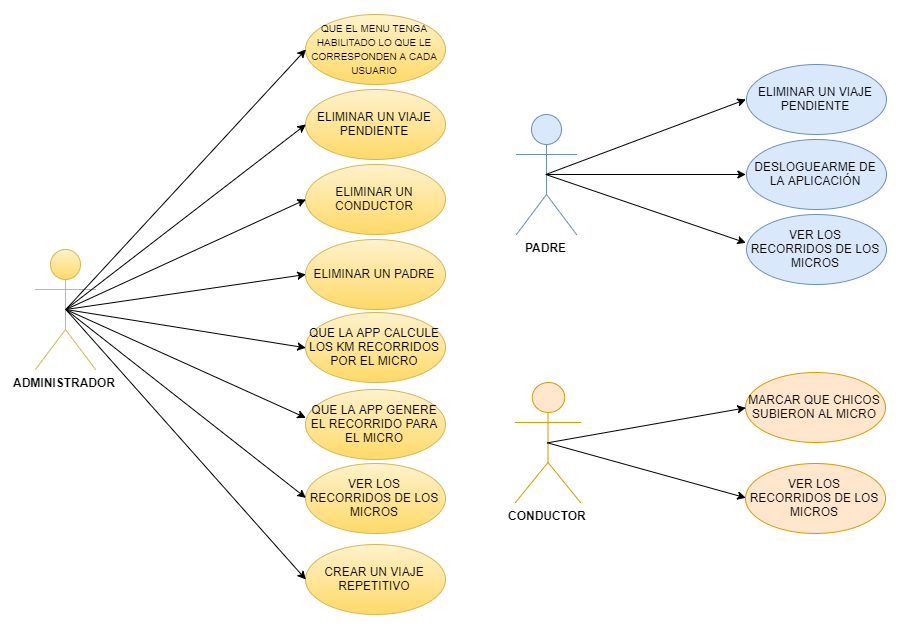 QUE EL MENU TENGA
HABILITADO LO QUE LE
CORRESPONDEN A CADA
USUARIO
ELIMINAR UN VIAJE
PENDIENTE
ELIMINAR UN
CONDUCTOR
ELIMINAR UN PADRE
QUE LA APP CALCULE
LOS KM RECORRIDOS
POR EL MICRO
QUE LA APP GENERE
EL RECORRIDO PARA
EL MICRO
VER LOS
RECORRIDOS DE LOS
MICROS
CREAR UN VIAJE
REPETITIVO
ADMINISTRADOR
ELIMINAR UN VIAJE
PENDIENTE
DESLOGUEARME DE
LA APLICACIÓN
VER LOS
RECORRIDOS DE LOS
MICROS
PADRE
MARCAR QUE CHICOS
SUBIERON AL MICRO
VER LOS
RECORRIDOS DE LOS
MICROS
CONDUCTOR